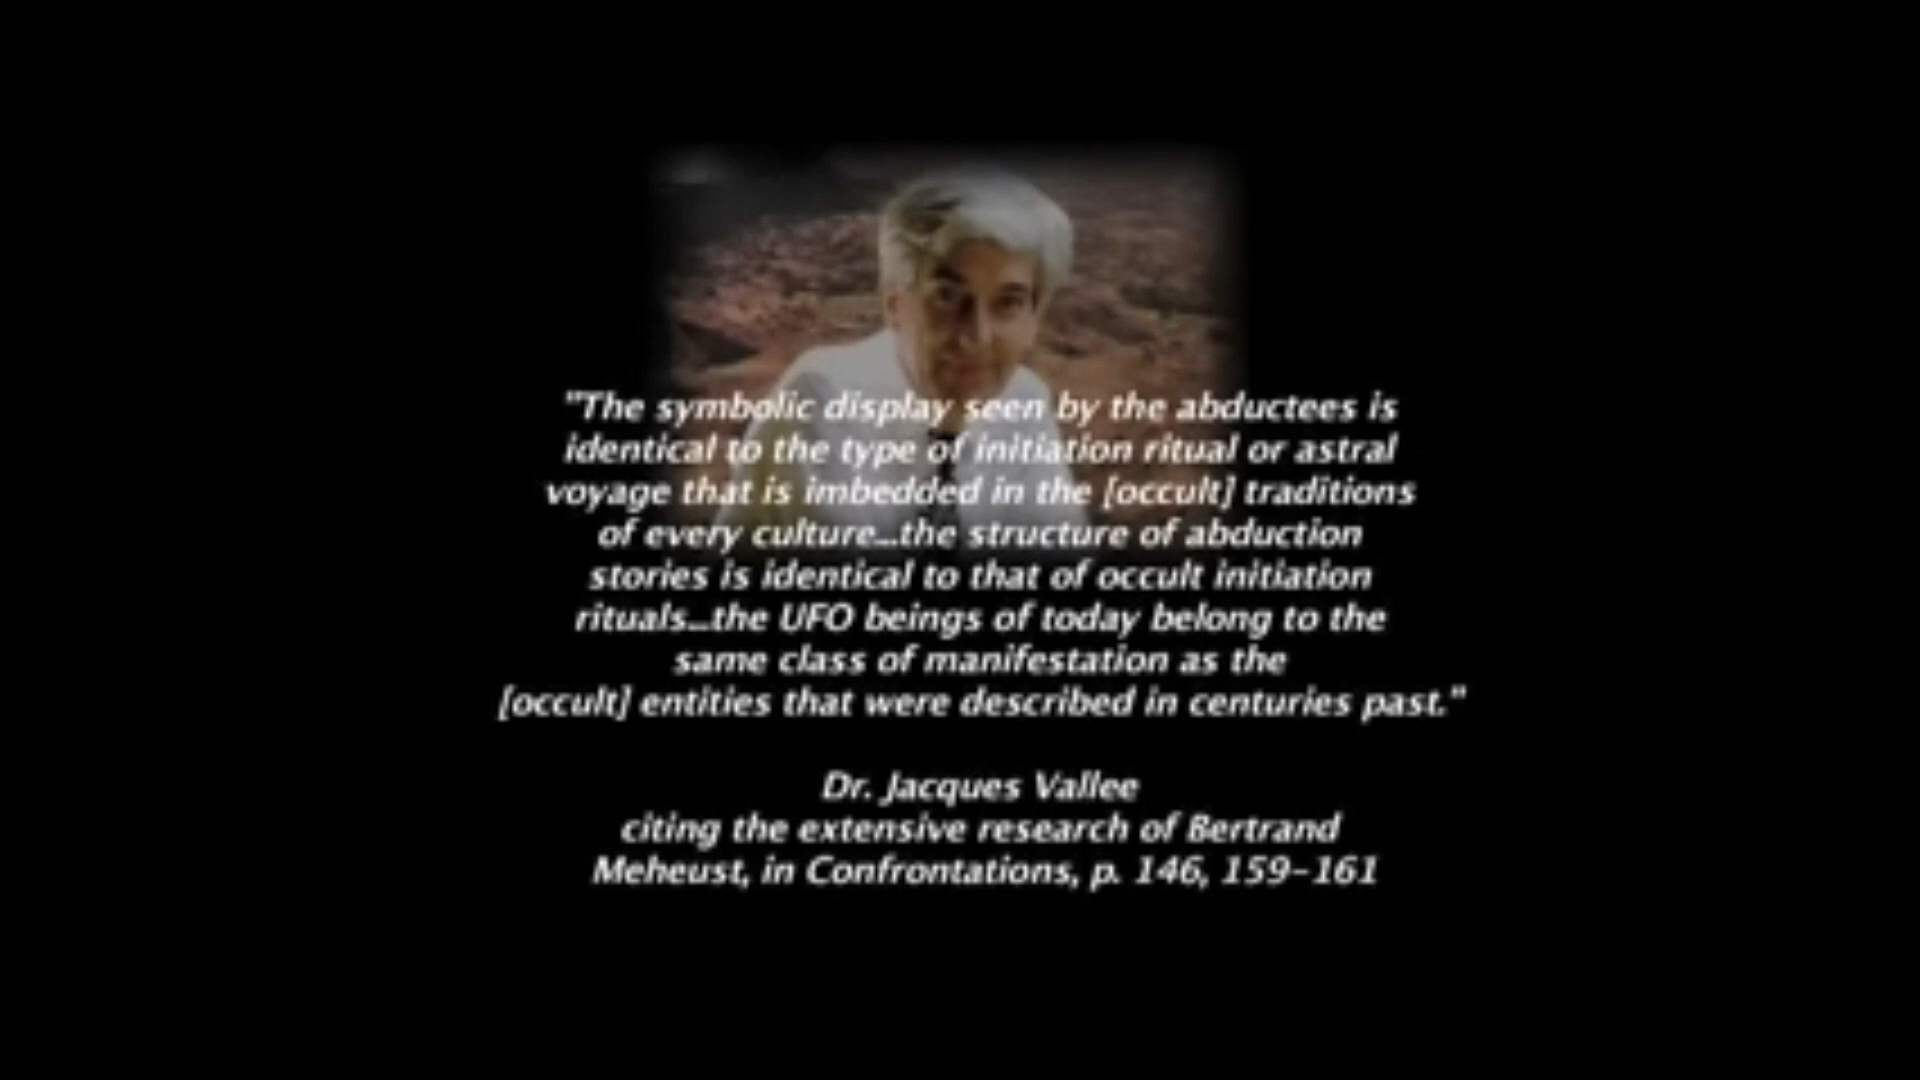 "The symbolic display seen by the abductees is
identical to the type of initiation ritual or astral
voyage that is imbedded in the [occult] traditions
of every culture...the structure of abduction
stories is identical to that of occult initiation
rituals...the UFO beings of today belong to the
same class of manifestation as the
[occult] entities that were described in centuries past."
Dr. Jacques Vallee
citing the extensive research of Bertrand
Meheust, in Confrontations, p. 146, 159-161